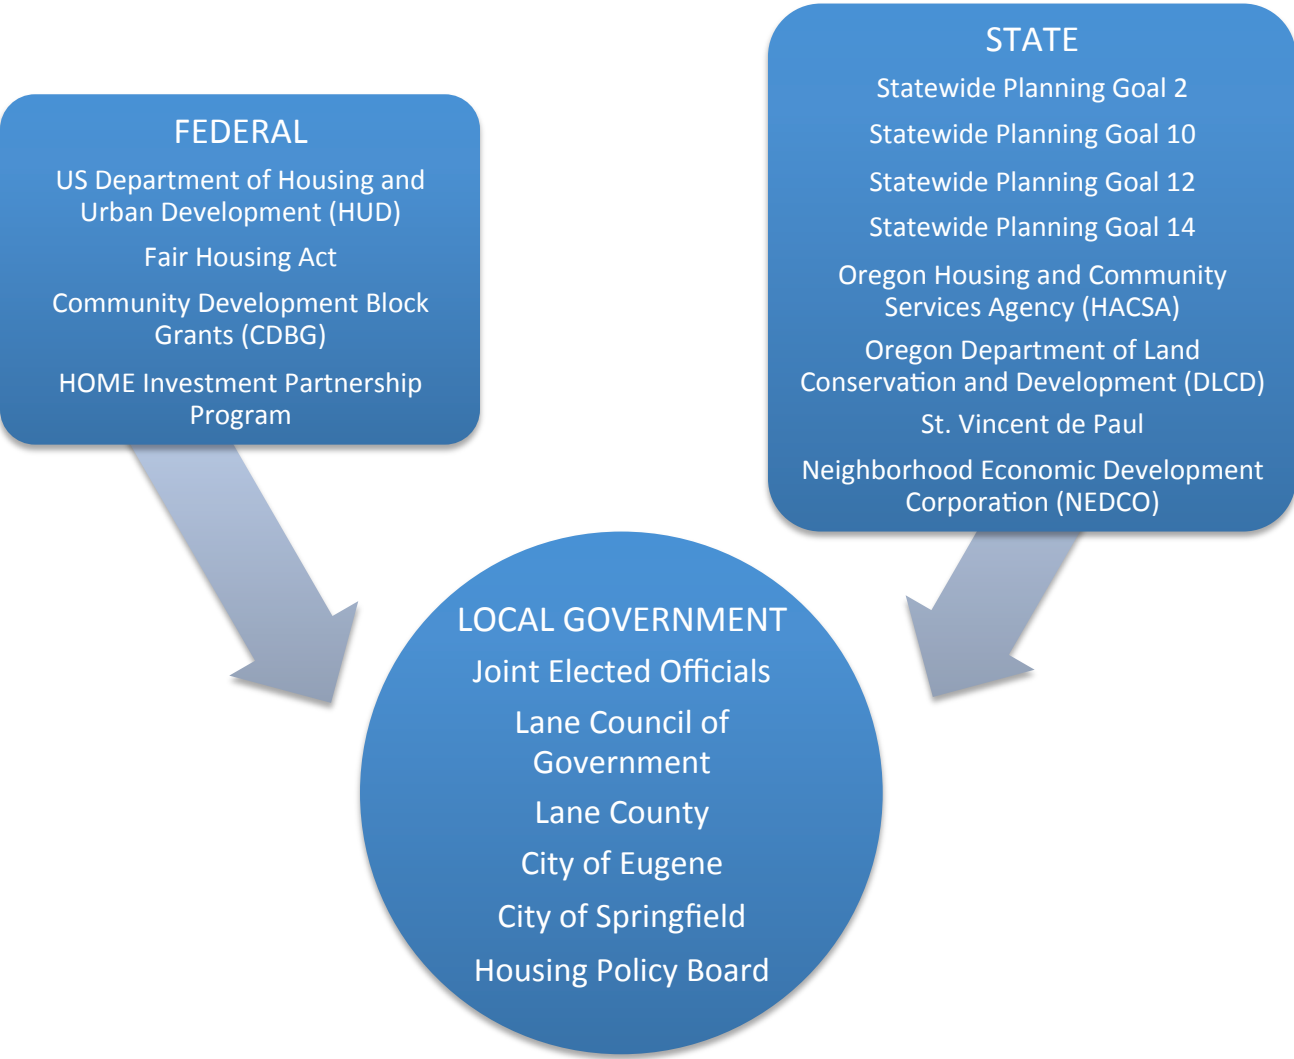 FEDERAL
US Department of Housing and
Urban Development (HUD)
Fair Housing Act
Community Development Block
Grants (CDBG)
HOME Investment Partnership
Program
STATE
Statewide Planning Goal 2
Statewide Planning Goal 10
Statewide Planning Goal 12
Statewide Planning Goal 14
Oregon Housing and Community
Services Agency (HACSA)
Oregon Department of Land
Conservation and Development (DLCD)
St. Vincent de Paul
Neighborhood Economic Development
Corporation (NEDCO)
LOCAL GOVERNMENT
Joint Elected Officials
Lane Council of
Government
Lane County
City of Eugene
City of Springfield
Housing Policy Board